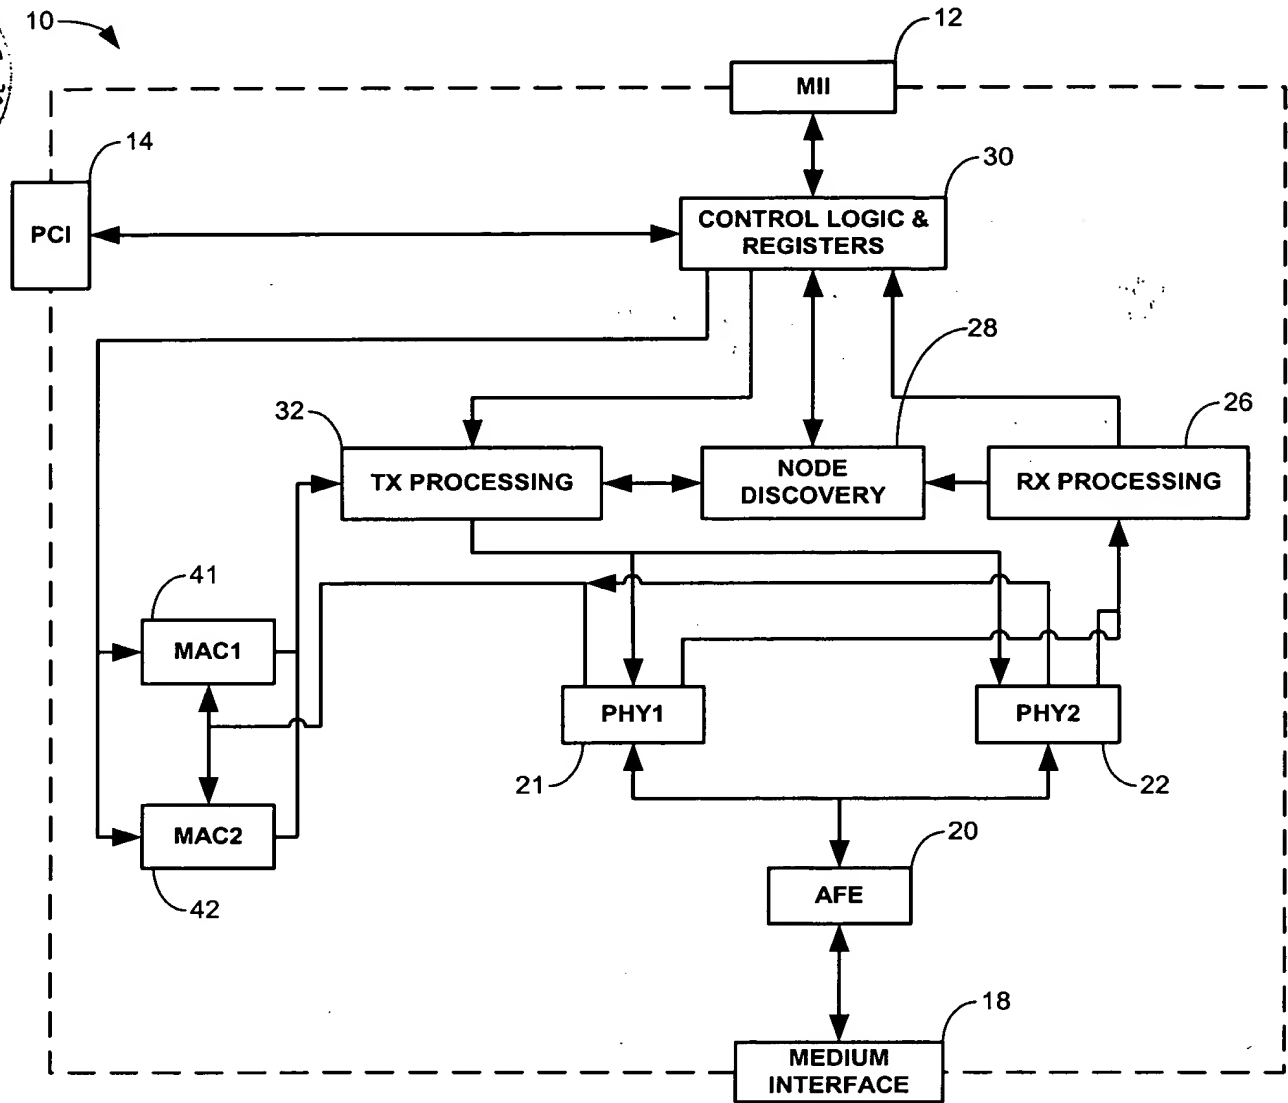 10
12
MII
14
30
PCI
CONTROL LOGIC &
REGISTERS
28
32
26
TX PROCESSING
NODE
DISCOVERY
RX PROCESSING
41
MAC1
PHY1
PHY2
21
22
MAC2
20
42
AFE
18
MEDIUM
INTERFACE